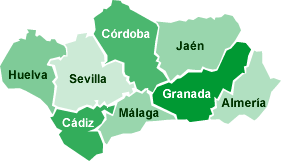 Córdoba
Jaén
Huelva
Sevilla
Granada
Almería
Málaga
Cádiz